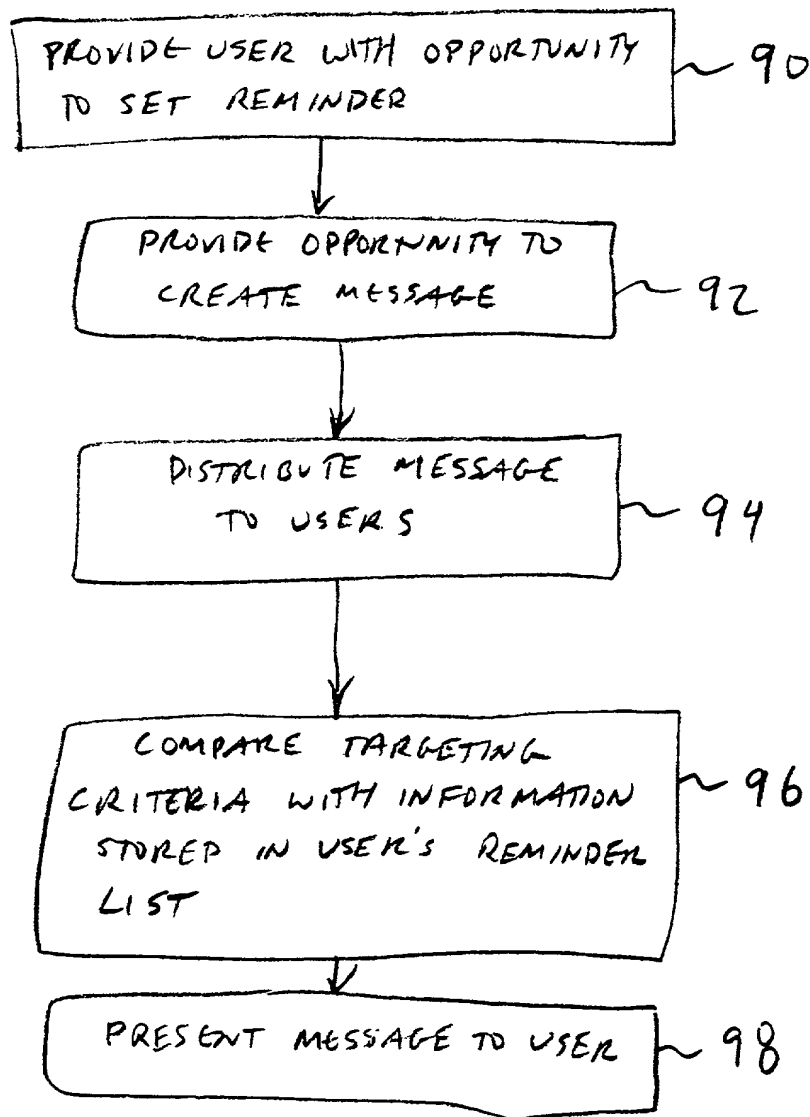 PROVIDE USER WITH OPPORTUNITY
TO SET REMINDER
90
PROVIDE OPPORTUNITY TO
CREATE MESSAGE
92
DISTRIBUTE MESSAGE
TO USERS
94
COMPARE TARGETING
CRITERIA WITH INFORMATION
STORED IN USER'S REMINDER
LIST
96
PRESENT MESSAGE TO USER
98